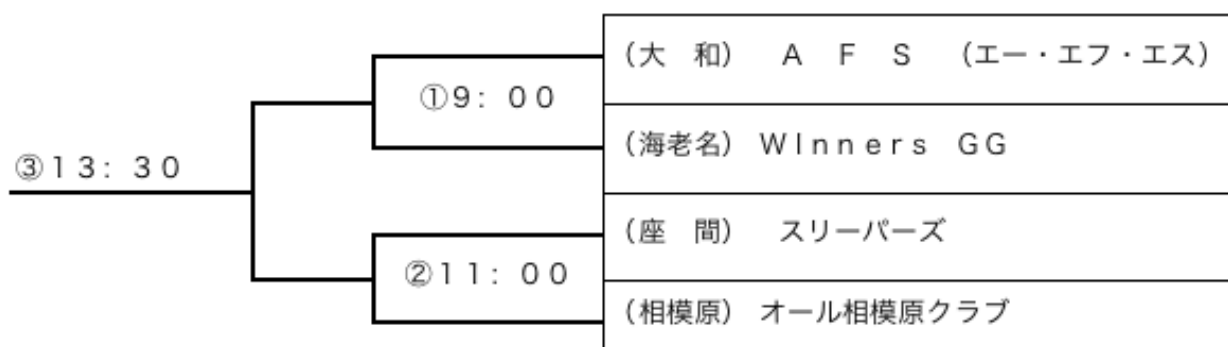 （大　和）　Ａ　Ｆ　Ｓ　（エー・エフ・エス）
①９：００
（海老名）ＷＩｎｎｅｒｓ　ＧＧ
③１３：３０
（座　間）　スリーパーズ
②１１：００
（相模原）オール相模原クラブ